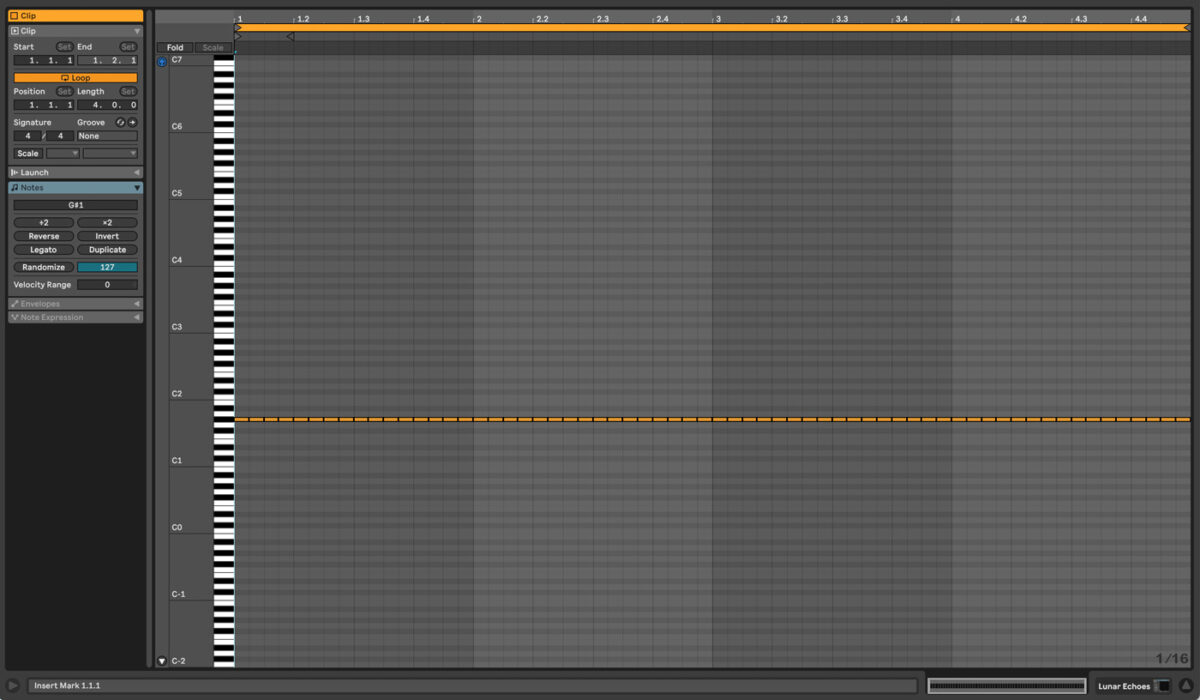 Clip
Clip
Start Set End Set
1. 1. 1 1. 2. 1
Loop
Position Set Length Set
1. 1. 1 4. 0. 0
Signature Groove
4 / 4 None
Scale
Launch
Notes
G#1
÷2 ×2
Reverse Invert
Legato Duplicate
Randomize 127
Velocity Range 0
Envelopes
Note Expression
1 1.2 1.3 1.4 2 2.2 2.3 2.4 3 3.2 3.3 3.4 4 4.2 4.3 4.4
Fold Scale
C7
C6
C5
C4
C3
C2
C1
C0
C-1
C-2
1/16
Insert Mark 1.1.1
Lunar Echoes